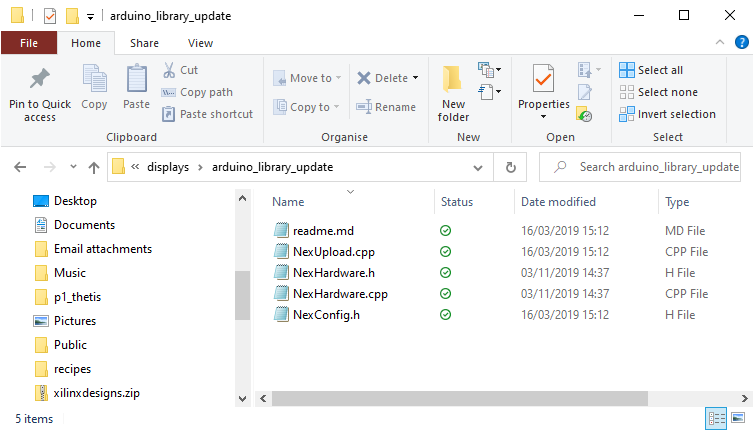 arduino_library_update
File Home Share View
Pin to Quick access
Copy
Paste
Cut
Copy path
Paste shortcut
Clipboard
Move to
Copy to
Delete
Rename
Organise
New folder
New
Properties
Open
Select all
Select none
Invert selection
Select
« displays > arduino_library_update
Search arduino_library_update
Desktop
Documents
Email attachments
Music
p1_thetis
Pictures
Public
recipes
xilinxdesigns.zip
Name Status Date modified Type
readme.md 16/03/2019 15:12 MD File
NexUpload.cpp 16/03/2019 15:12 CPP File
NexHardware.h 03/11/2019 14:37 H File
NexHardware.cpp 03/11/2019 14:37 CPP File
NexConfig.h 16/03/2019 15:12 H File
5 items